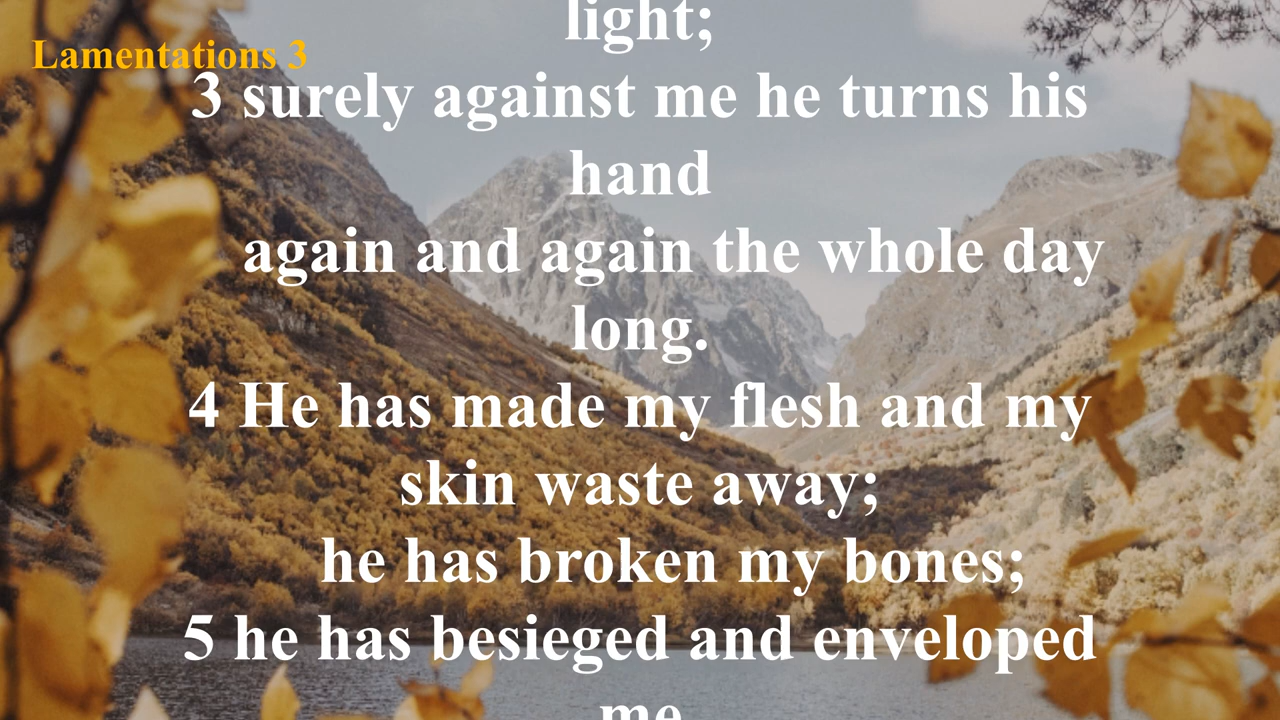 light;
Lamentations 3
3 surely against me he turns his
hand
again and again the whole day
long.
4 He has made my flesh and my
skin waste away;
he has broken my bones;
5 he has besieged and enveloped
me